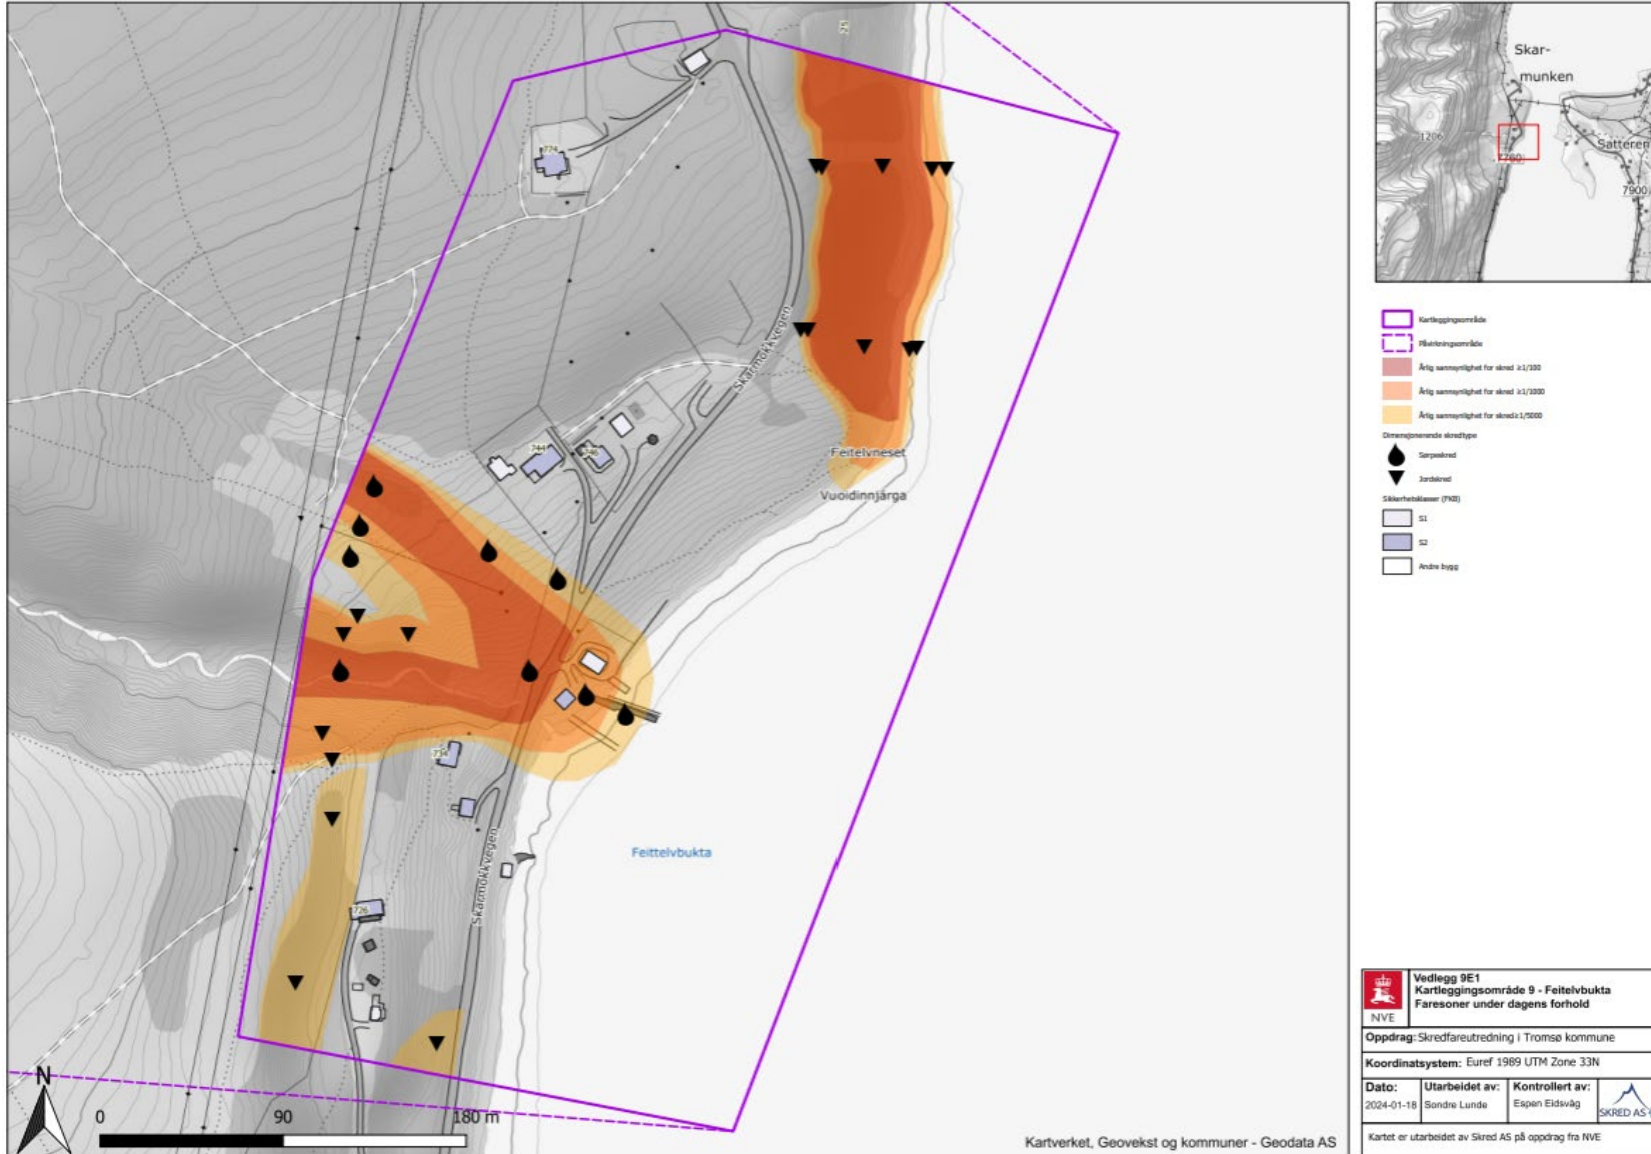 215
774
Skarmokkvegen
744
746
Feitelvneset
Vuoidinnjárga
734
Feittelvbukta
Skarmokkvegen
726
N
0 90 180 m
Kartverket, Geovekst og kommuner - Geodata AS
Skar-
munken
1206
7760
Sätteren
7900
Kartleggingsområde
Påvirkningsområde
Årlig sannsynlighet for skred ≥1/100
Årlig sannsynlighet for skred ≥1/1000
Årlig sannsynlighet for skred≥1/5000
Dimensjonerende skredtype
Sørpeskred
Jordskred
Sikkerhetsklasser (FKB)
S1
S2
Andre bygg
NVE
Vedlegg 9E1
Kartleggingsområde 9 - Feitelvbukta
Faresoner under dagens forhold
Oppdrag: Skredfareutredning i Tromsø kommune
Koordinatsystem: Euref 1989 UTM Zone 33N
Dato: Utarbeidet av: Kontrollert av:
2024-01-18 Sondre Lunde Espen Eidsvåg
SKRED AS
Kartet er utarbeidet av Skred AS på oppdrag fra NVE